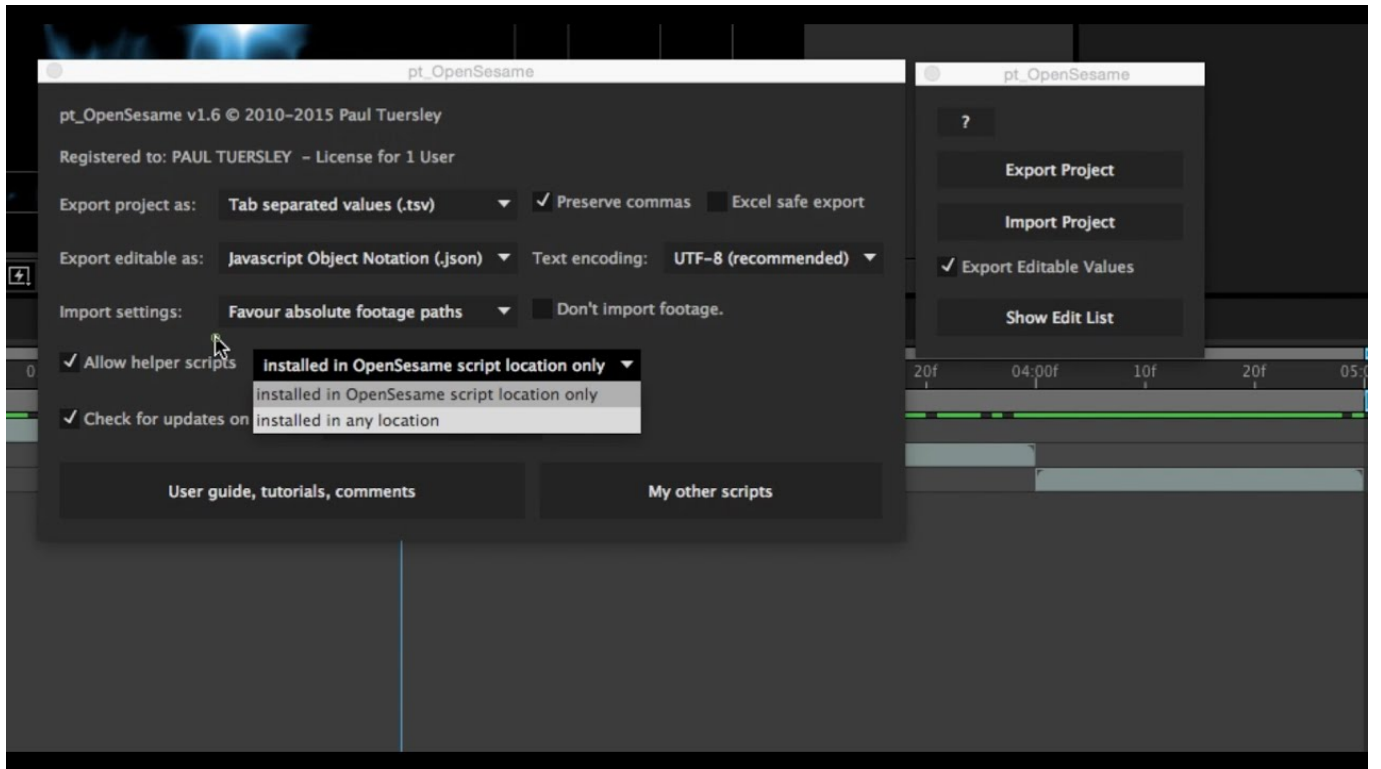 pt_OpenSesame
pt_OpenSesame v1.6 © 2010–2015 Paul Tuersley
Registered to: PAUL TUERSLEY – License for 1 User
Export project as: Tab separated values (.tsv) Preserve commas Excel safe export
Export editable as: Javascript Object Notation (.json) Text encoding: UTF-8 (recommended)
Import settings: Favour absolute footage paths Don't import footage.
Allow helper scripts installed in OpenSesame script location only
installed in OpenSesame script location only
Check for updates on installed in any location
User guide, tutorials, comments My other scripts
pt_OpenSesame
?
Export Project
Import Project
Export Editable Values
Show Edit List
0 20f 04:00f 10f 20f 05: